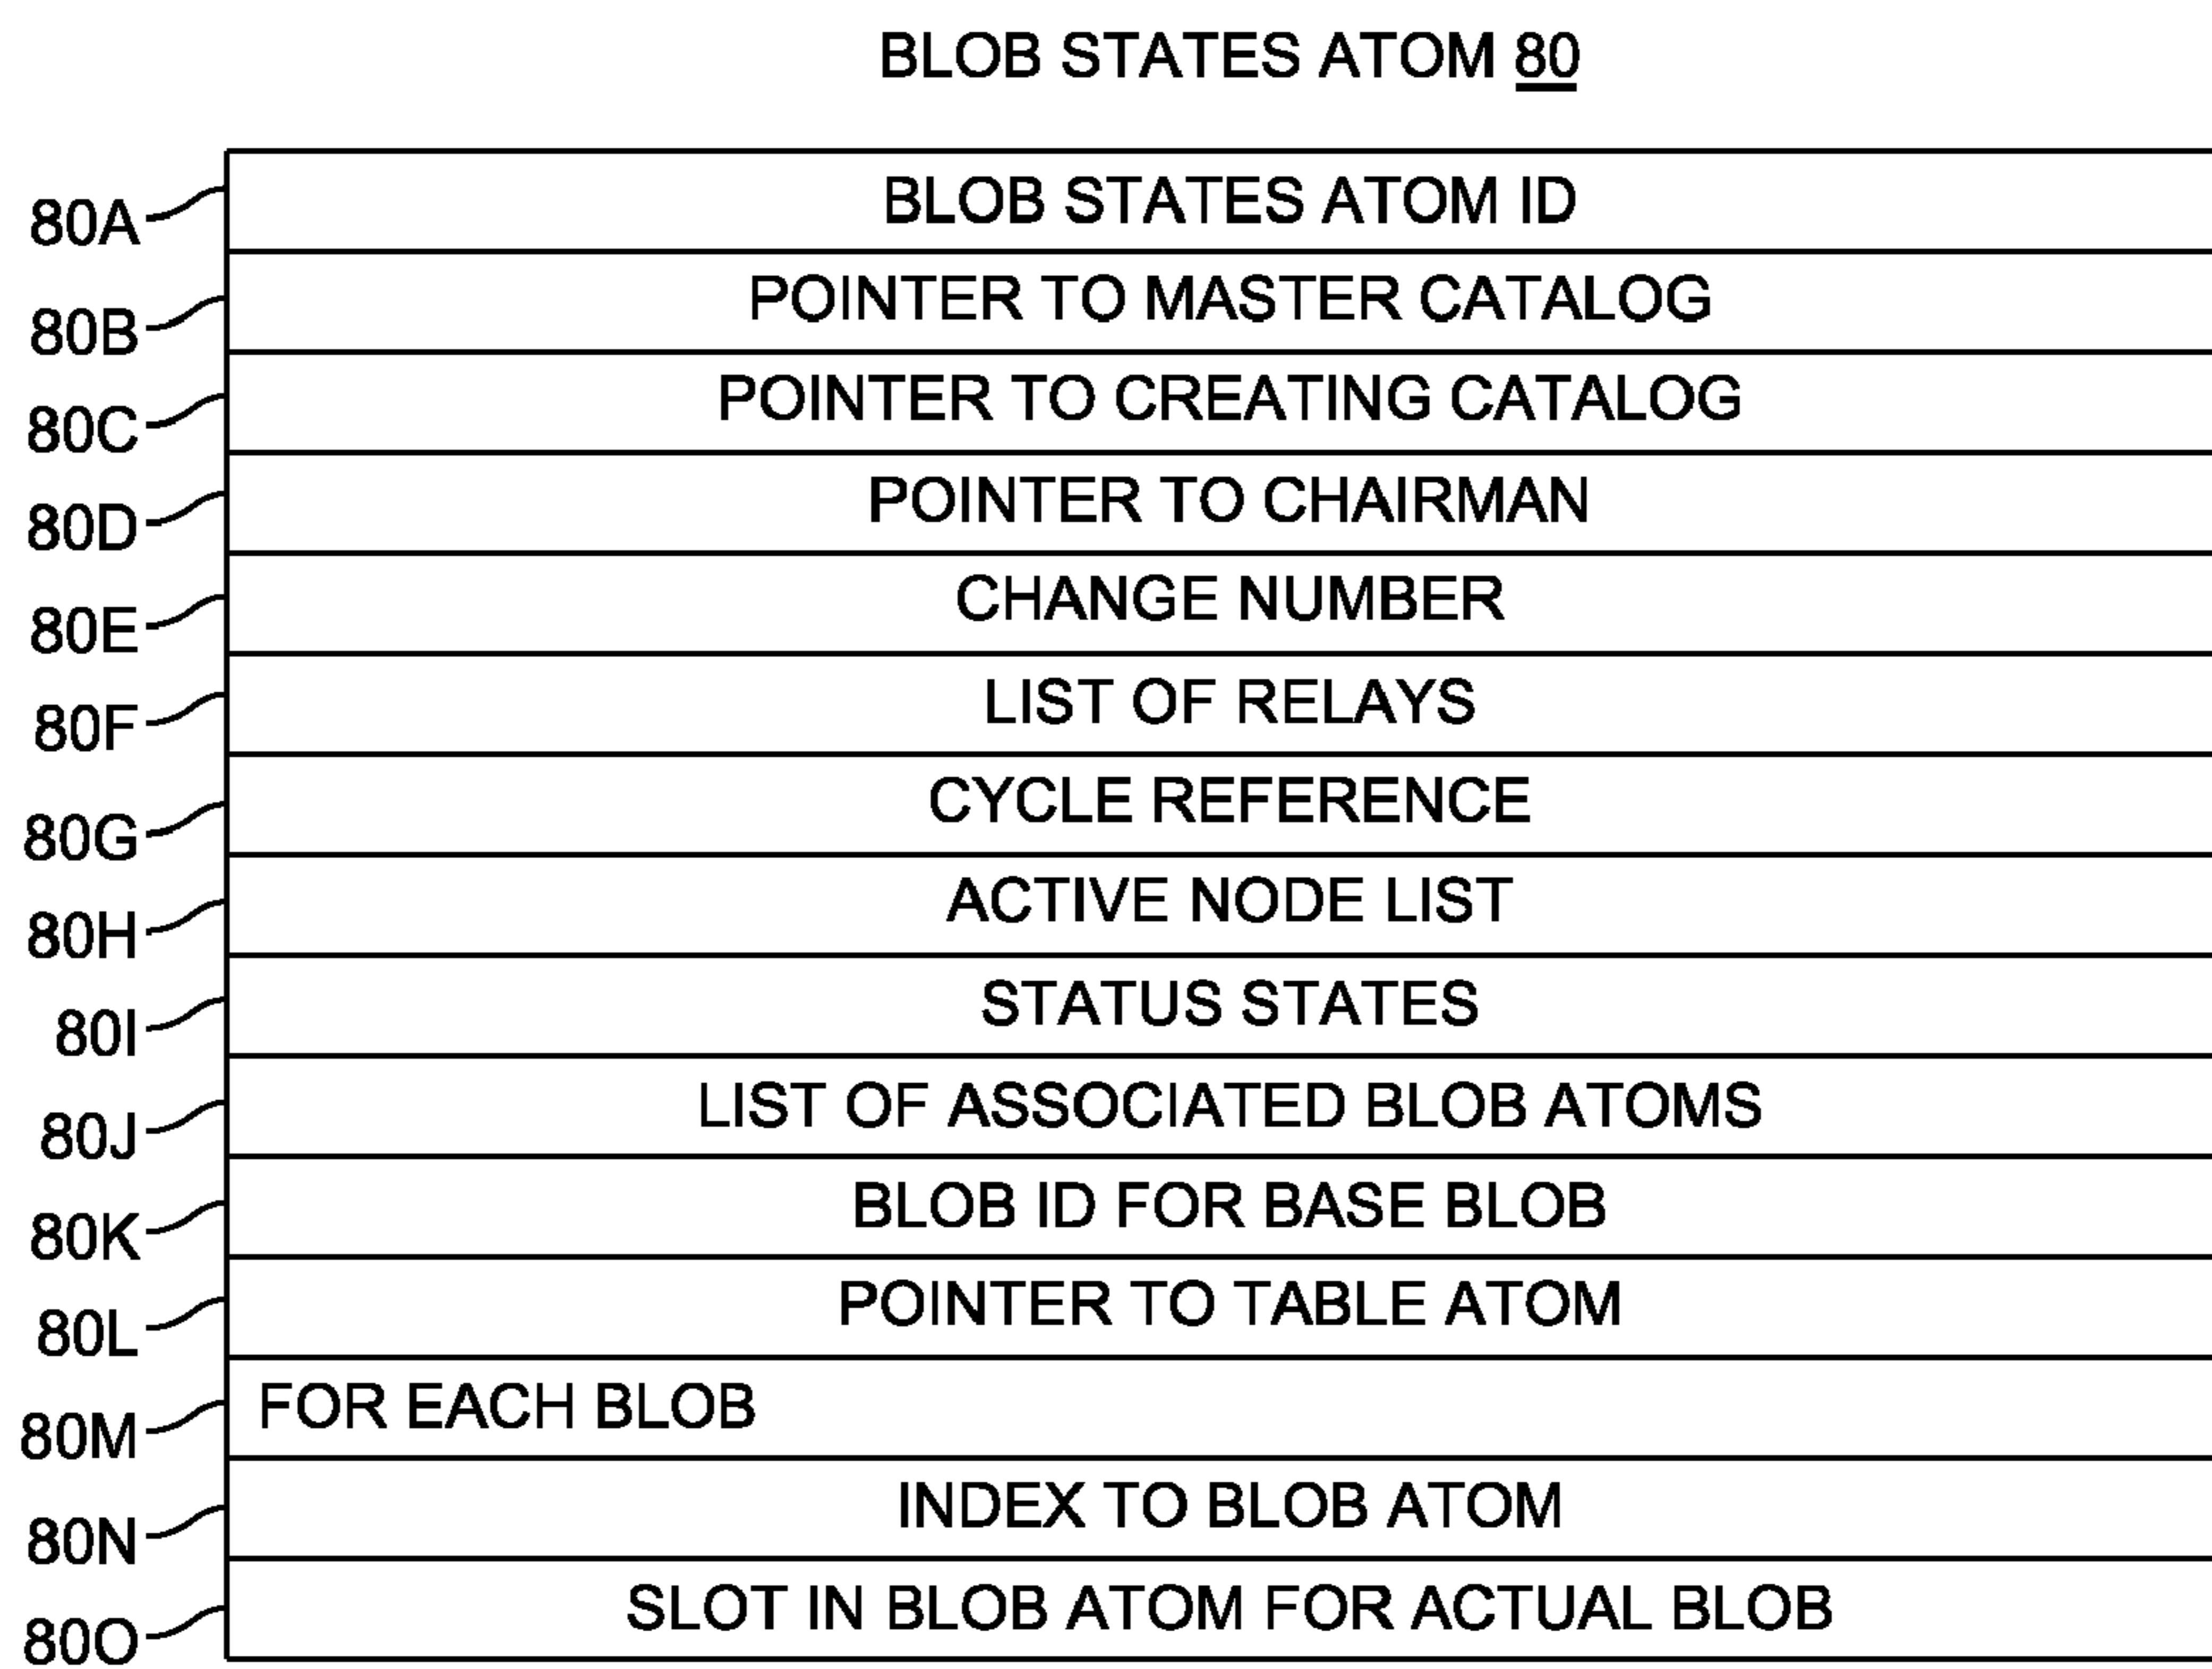 BLOB STATES ATOM 80
80A BLOB STATES ATOM ID
80B POINTER TO MASTER CATALOG
80C POINTER TO CREATING CATALOG
80D POINTER TO CHAIRMAN
80E CHANGE NUMBER
80F LIST OF RELAYS
80G CYCLE REFERENCE
80H ACTIVE NODE LIST
80I STATUS STATES
80J LIST OF ASSOCIATED BLOB ATOMS
80K BLOB ID FOR BASE BLOB
80L POINTER TO TABLE ATOM
80M FOR EACH BLOB
80N INDEX TO BLOB ATOM
80O SLOT IN BLOB ATOM FOR ACTUAL BLOB